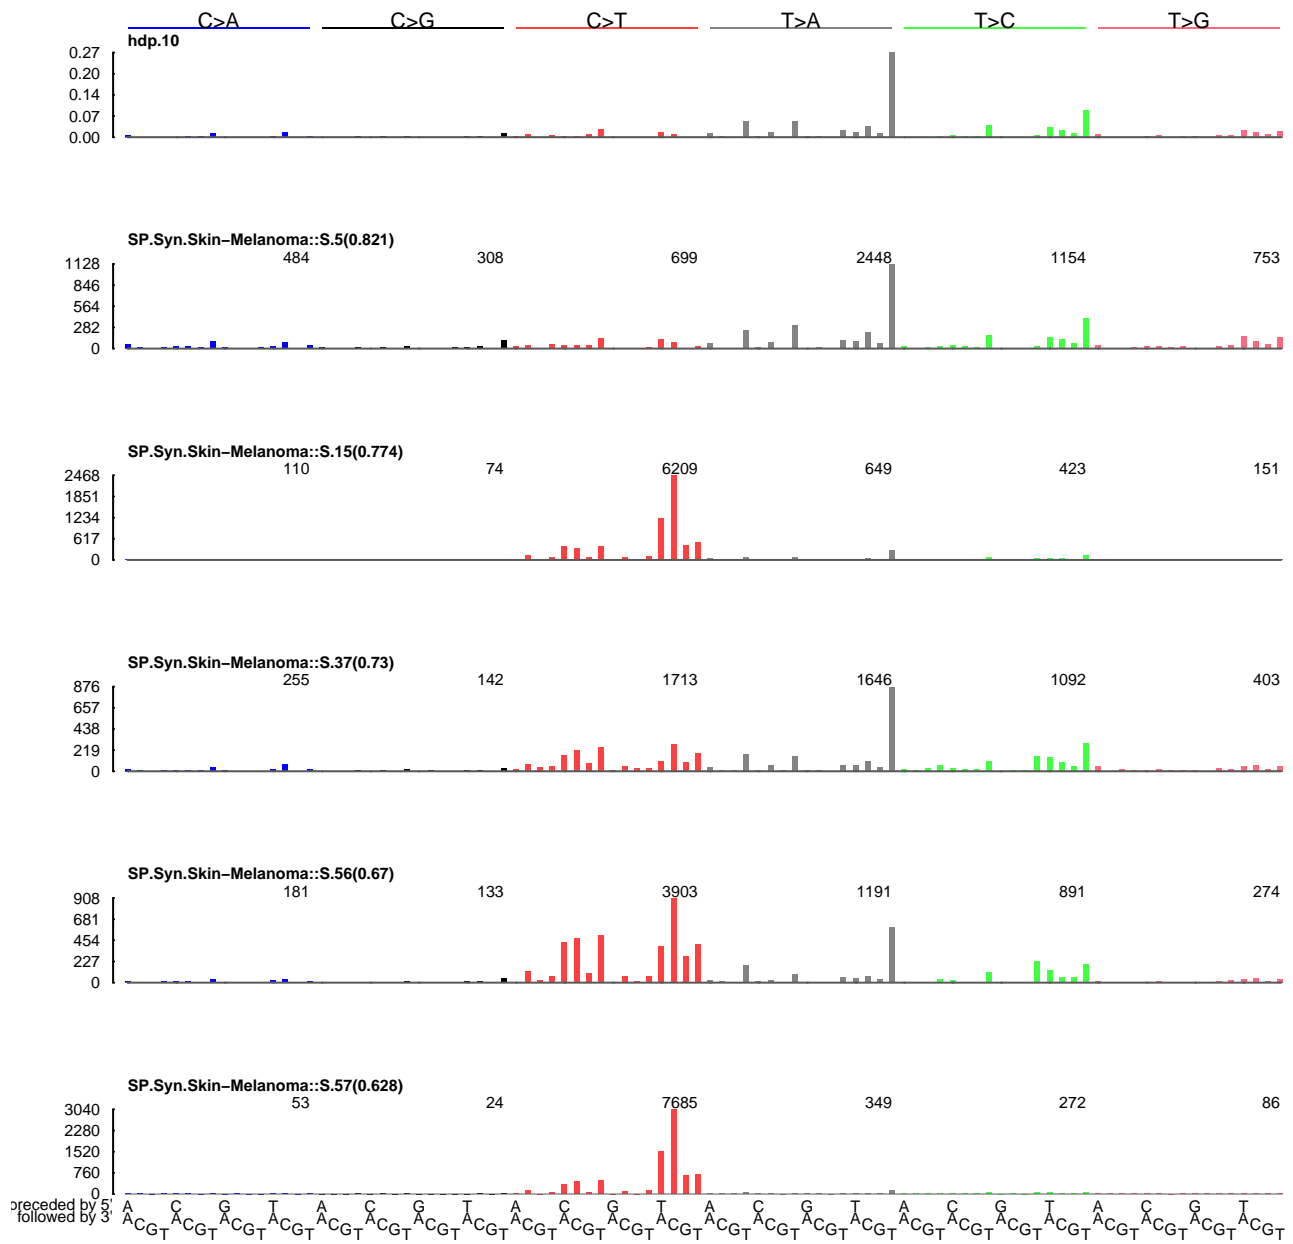 C>A C>G C>T T>A T>C T>G
hdp.10
0.27
0.20
0.14
0.07
0.00
SP.Syn.Skin−Melanoma::S.5(0.821)
484 308 699 2448 1154 753
1128
846
564
282
0
SP.Syn.Skin−Melanoma::S.15(0.774)
110 74 6209 649 423 151
2468
1851
1234
617
0
SP.Syn.Skin−Melanoma::S.37(0.73)
255 142 1713 1646 1092 403
876
657
438
219
0
SP.Syn.Skin−Melanoma::S.56(0.67)
181 133 3903 1191 891 274
908
681
454
227
0
SP.Syn.Skin−Melanoma::S.57(0.628)
53 24 7685 349 272 86
3040
2280
1520
760
0
preceded by 5' A C G T A C G T A C G T A C G T A C G T A C G T
followed by 3' A C G T A C G T A C G T A C G T A C G T A C G T A C G T A C G T A C G T A C G T A C G T A C G T A C G T A C G T A C G T A C G T A C G T A C G T A C G T A C G T A C G T A C G T A C G T A C G T